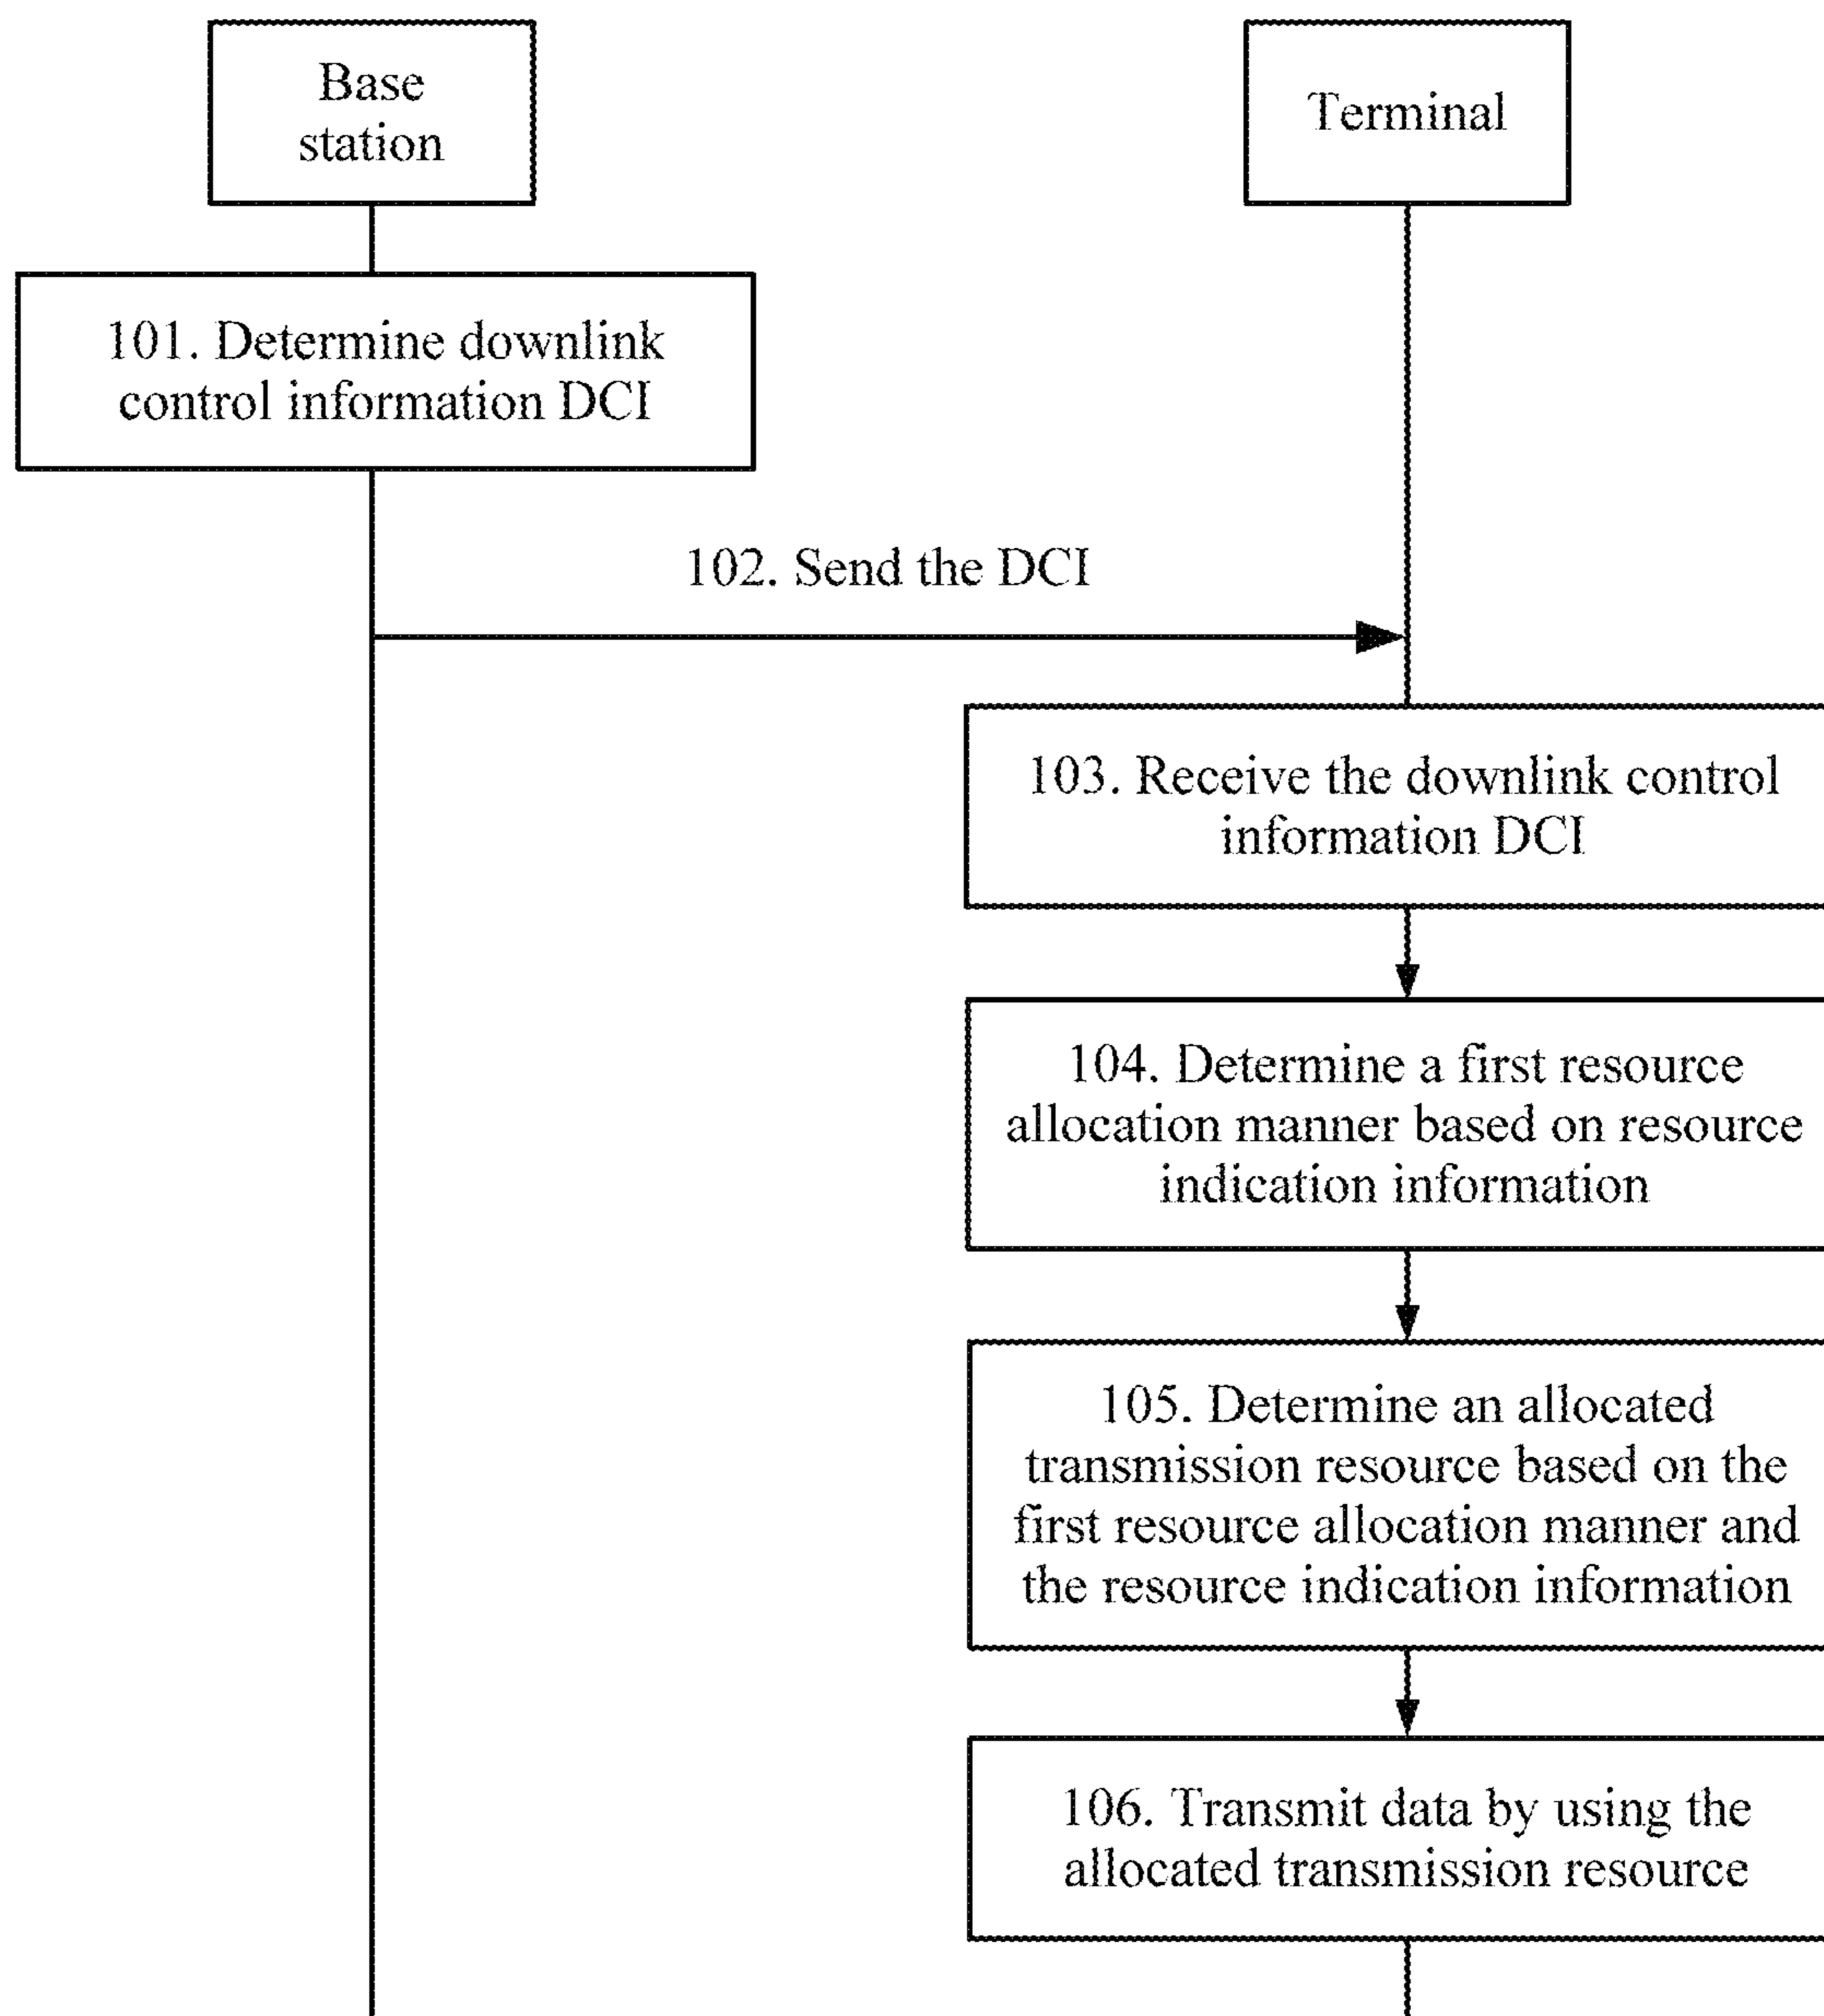 Base
station
Terminal
101. Determine downlink
control information DCI
102. Send the DCI
103. Receive the downlink control
information DCI
104. Determine a first resource
allocation manner based on resource
indication information
105. Determine an allocated
transmission resource based on the
first resource allocation manner and
the resource indication information
106. Transmit data by using the
allocated transmission resource